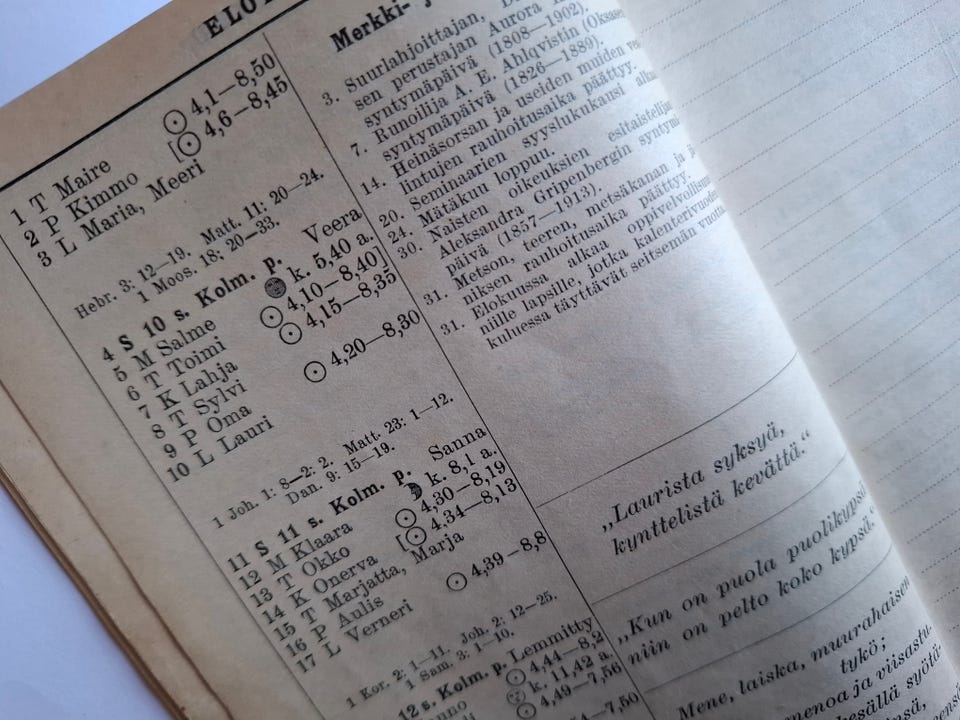 1 T Maire ⊙ 4,1—8,50
2 P Kimmo [⊙ 4,6—8,45
3 L Maria, Meeri
Hebr. 3: 12—19. Matt. 11: 20—24.
1 Moos. 18: 20—33.
4 S 10 s. Kolm. p. Veera
5 M Salme k. 5,40 a.
6 T Toimi ⊙ 4,10—8,40
7 K Lahja ⊙ 4,15—8,35
8 T Sylvi
9 P Oma ⊙ 4,20—8,30
10 L Lauri
1 Joh. 1: 8—2: 2. Matt. 23: 1—12.
Dan. 9: 15—19.
11 S 11 s. Kolm. p. Sanna
12 M Klaara k. 8,1 a.
13 T Okko ⊙ 4,30—8,19
14 K Onerva [⊙ 4,34—8,13
15 T Marjatta, Marja
16 P Aulis ⊙ 4,39—8,8
17 L Verneri
1 Kor. 2: 1—11. Joh. 2: 12—25.
1 Sam. 3: 1—10.
12 s. Kolm. p. Lemmitty
⊙ 4,44—8,2
k. 11,42 a.
⊙ 4,49—7,56
7,50
Merkki-
3. Suurlahjoittajan,
sen perustajan Aurora
syntymäpäivä (1808—1902).
7. Runoilija A. E. Ahlqvistin
syntymäpäivä (1826—1889).
14. Heinäsorsan ja useiden muiden
lintujen rauhoitusaika päättyy.
20. Seminaarien syyslukukausi
24. Mätäkuu loppuu.
30. Naisten oikeuksien esitaistelijan
Aleksandra Gripenbergin
päivä (1857—1913).
31. Metson, teeren, metsäkanan ja
niksen rauhoitusaika päättyy.
31. Elokuussa alkaa oppivelvollisuus
niille lapsille, jotka kalenterivuoden
kuluessa täyttävät seitsemän vuotta.
„Laurista syksyä,
kynttelistä kevättä."
„Kun on puola puolikypsä,
niin on pelto koko kypsä."
Mene, laiska, muurahaisen
tykö;
menoa ja viisastu.
kesällä